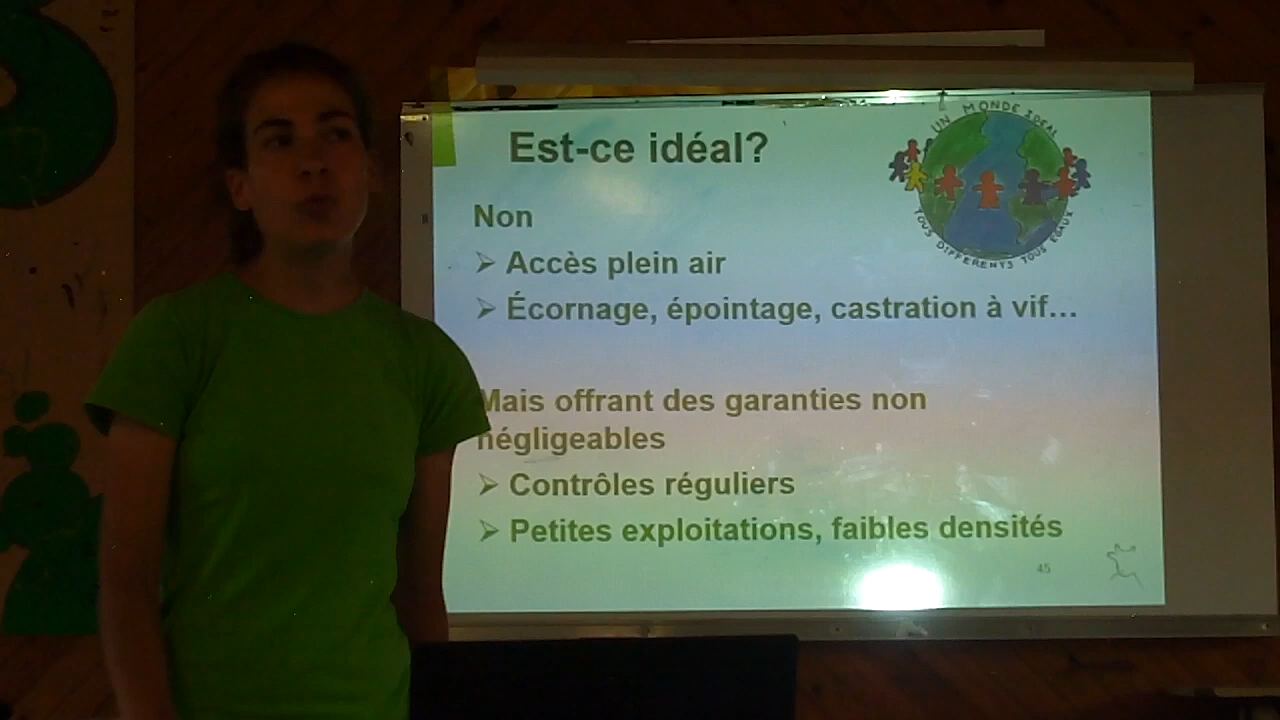 Est-ce idéal?
UN MONDE IDEAL
TOUS DIFFERENTS TOUS EGAUX
Non
➢ Accès plein air
➢ Écornage, épointage, castration à vif...
Mais offrant des garanties non
négligeables
➢ Contrôles réguliers
➢ Petites exploitations, faibles densités
45